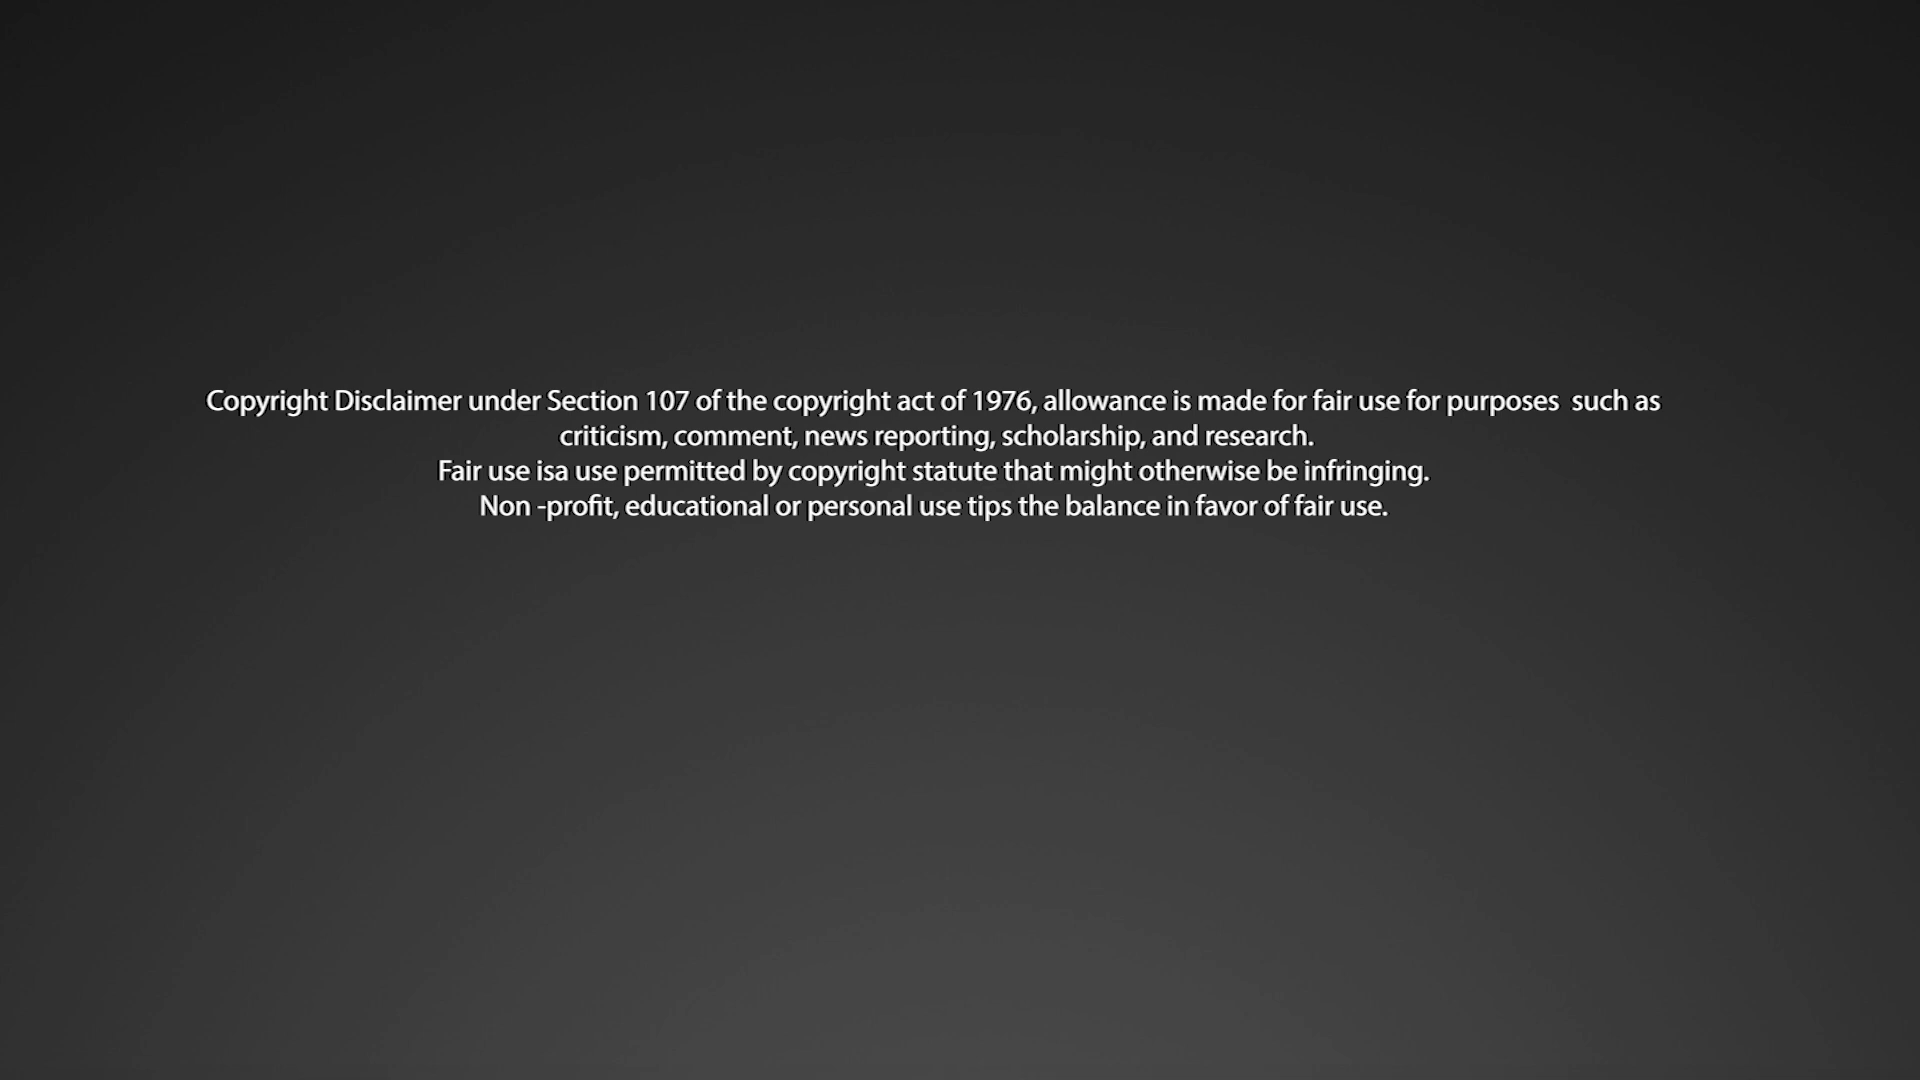 Copyright Disclaimer under Section 107 of the copyright act of 1976, allowance is made for fair use for purposes  such as
criticism, comment, news reporting, scholarship, and research.
Fair use isa use permitted by copyright statute that might otherwise be infringing.
Non -profit, educational or personal use tips the balance in favor of fair use.